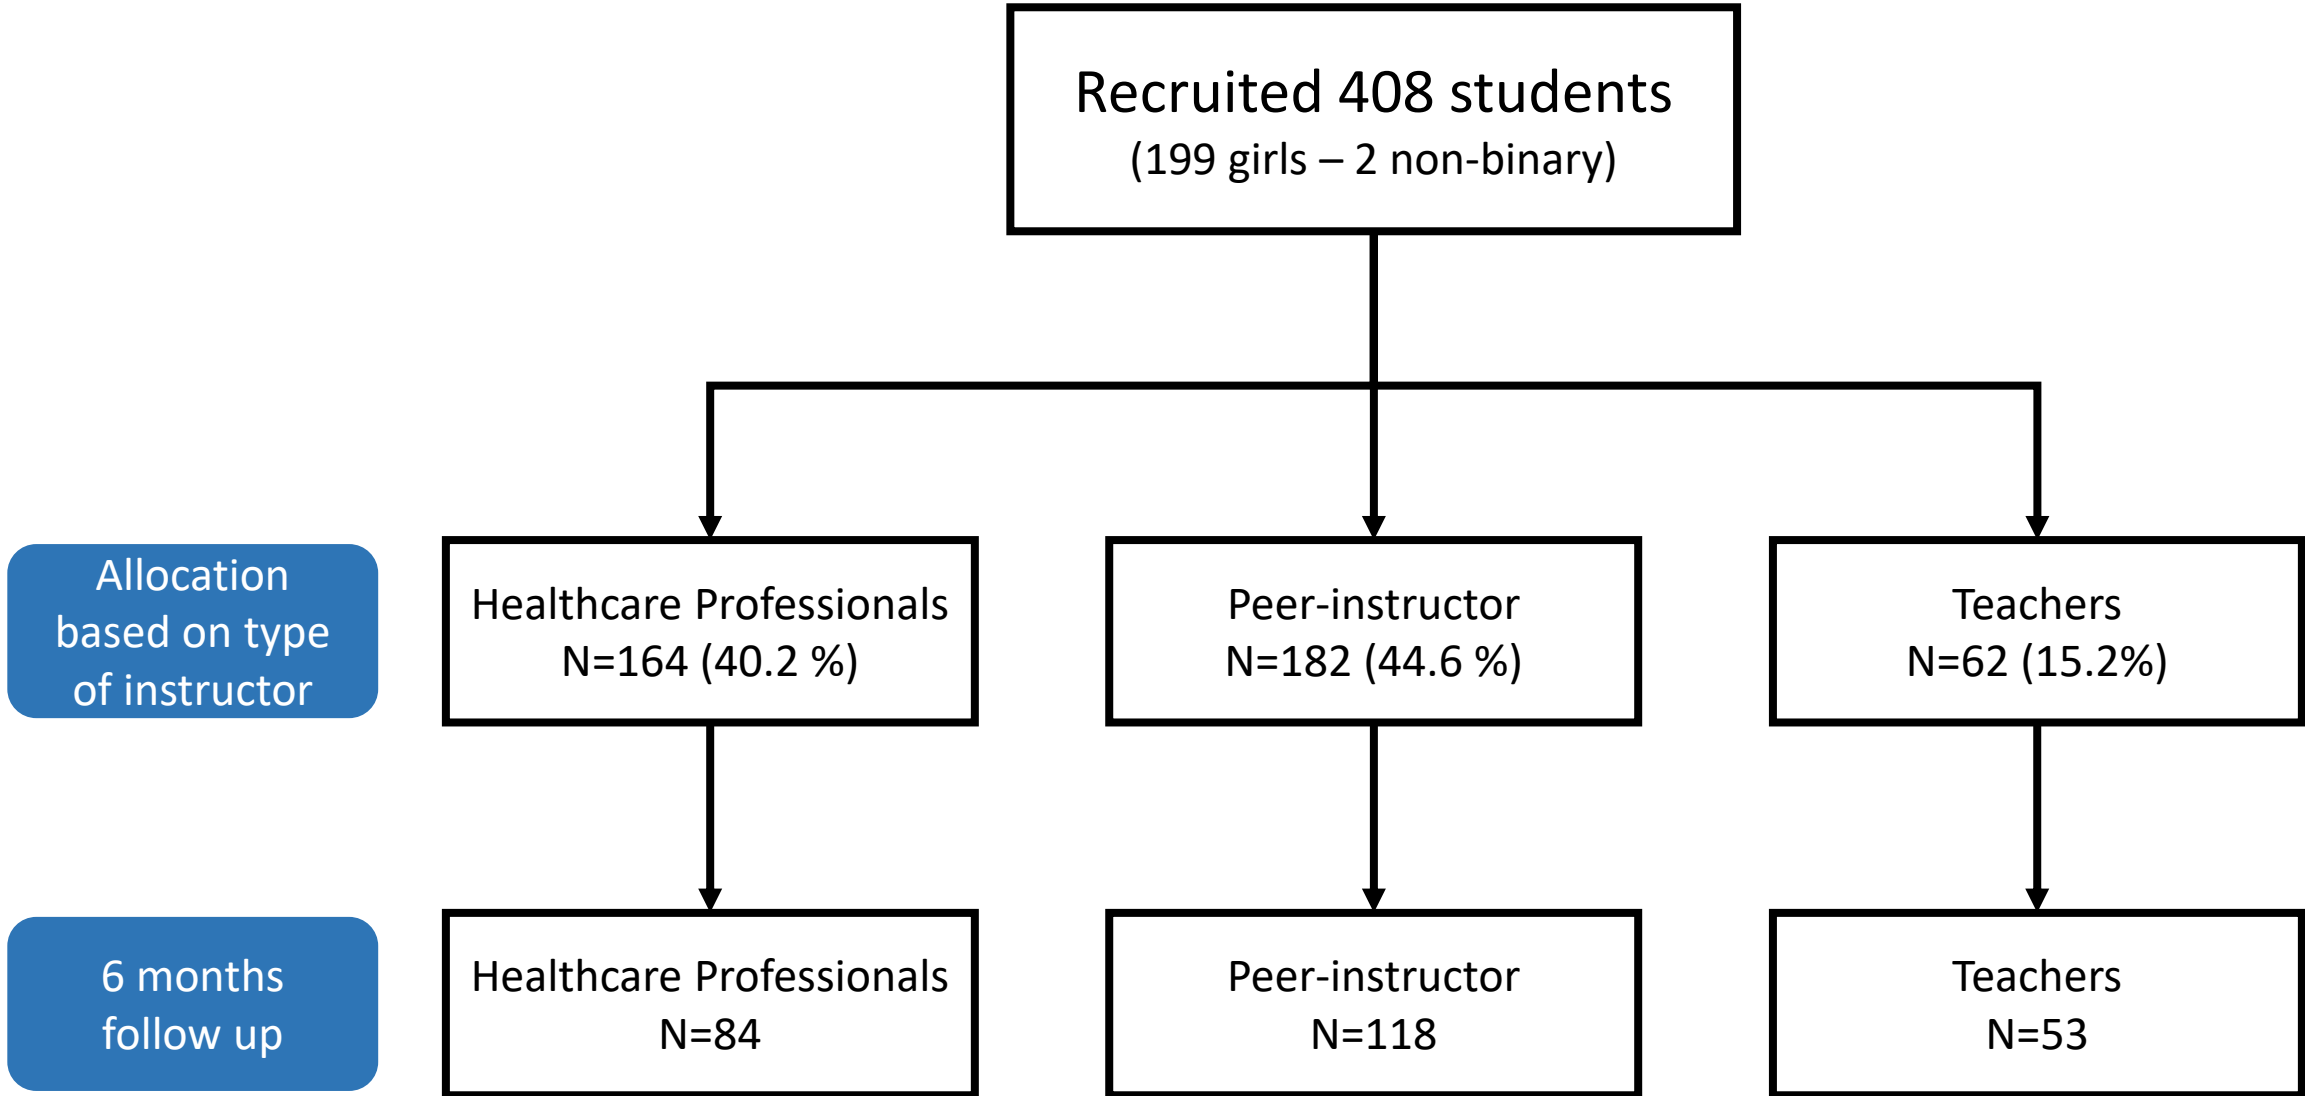 Recruited 408 students
(199 girls – 2 non-binary)
Allocation
based on type
of instructor
Healthcare Professionals
N=164 (40.2 %)
Peer-instructor
N=182 (44.6 %)
Teachers
N=62 (15.2%)
6 months
follow up
Healthcare Professionals
N=84
Peer-instructor
N=118
Teachers
N=53